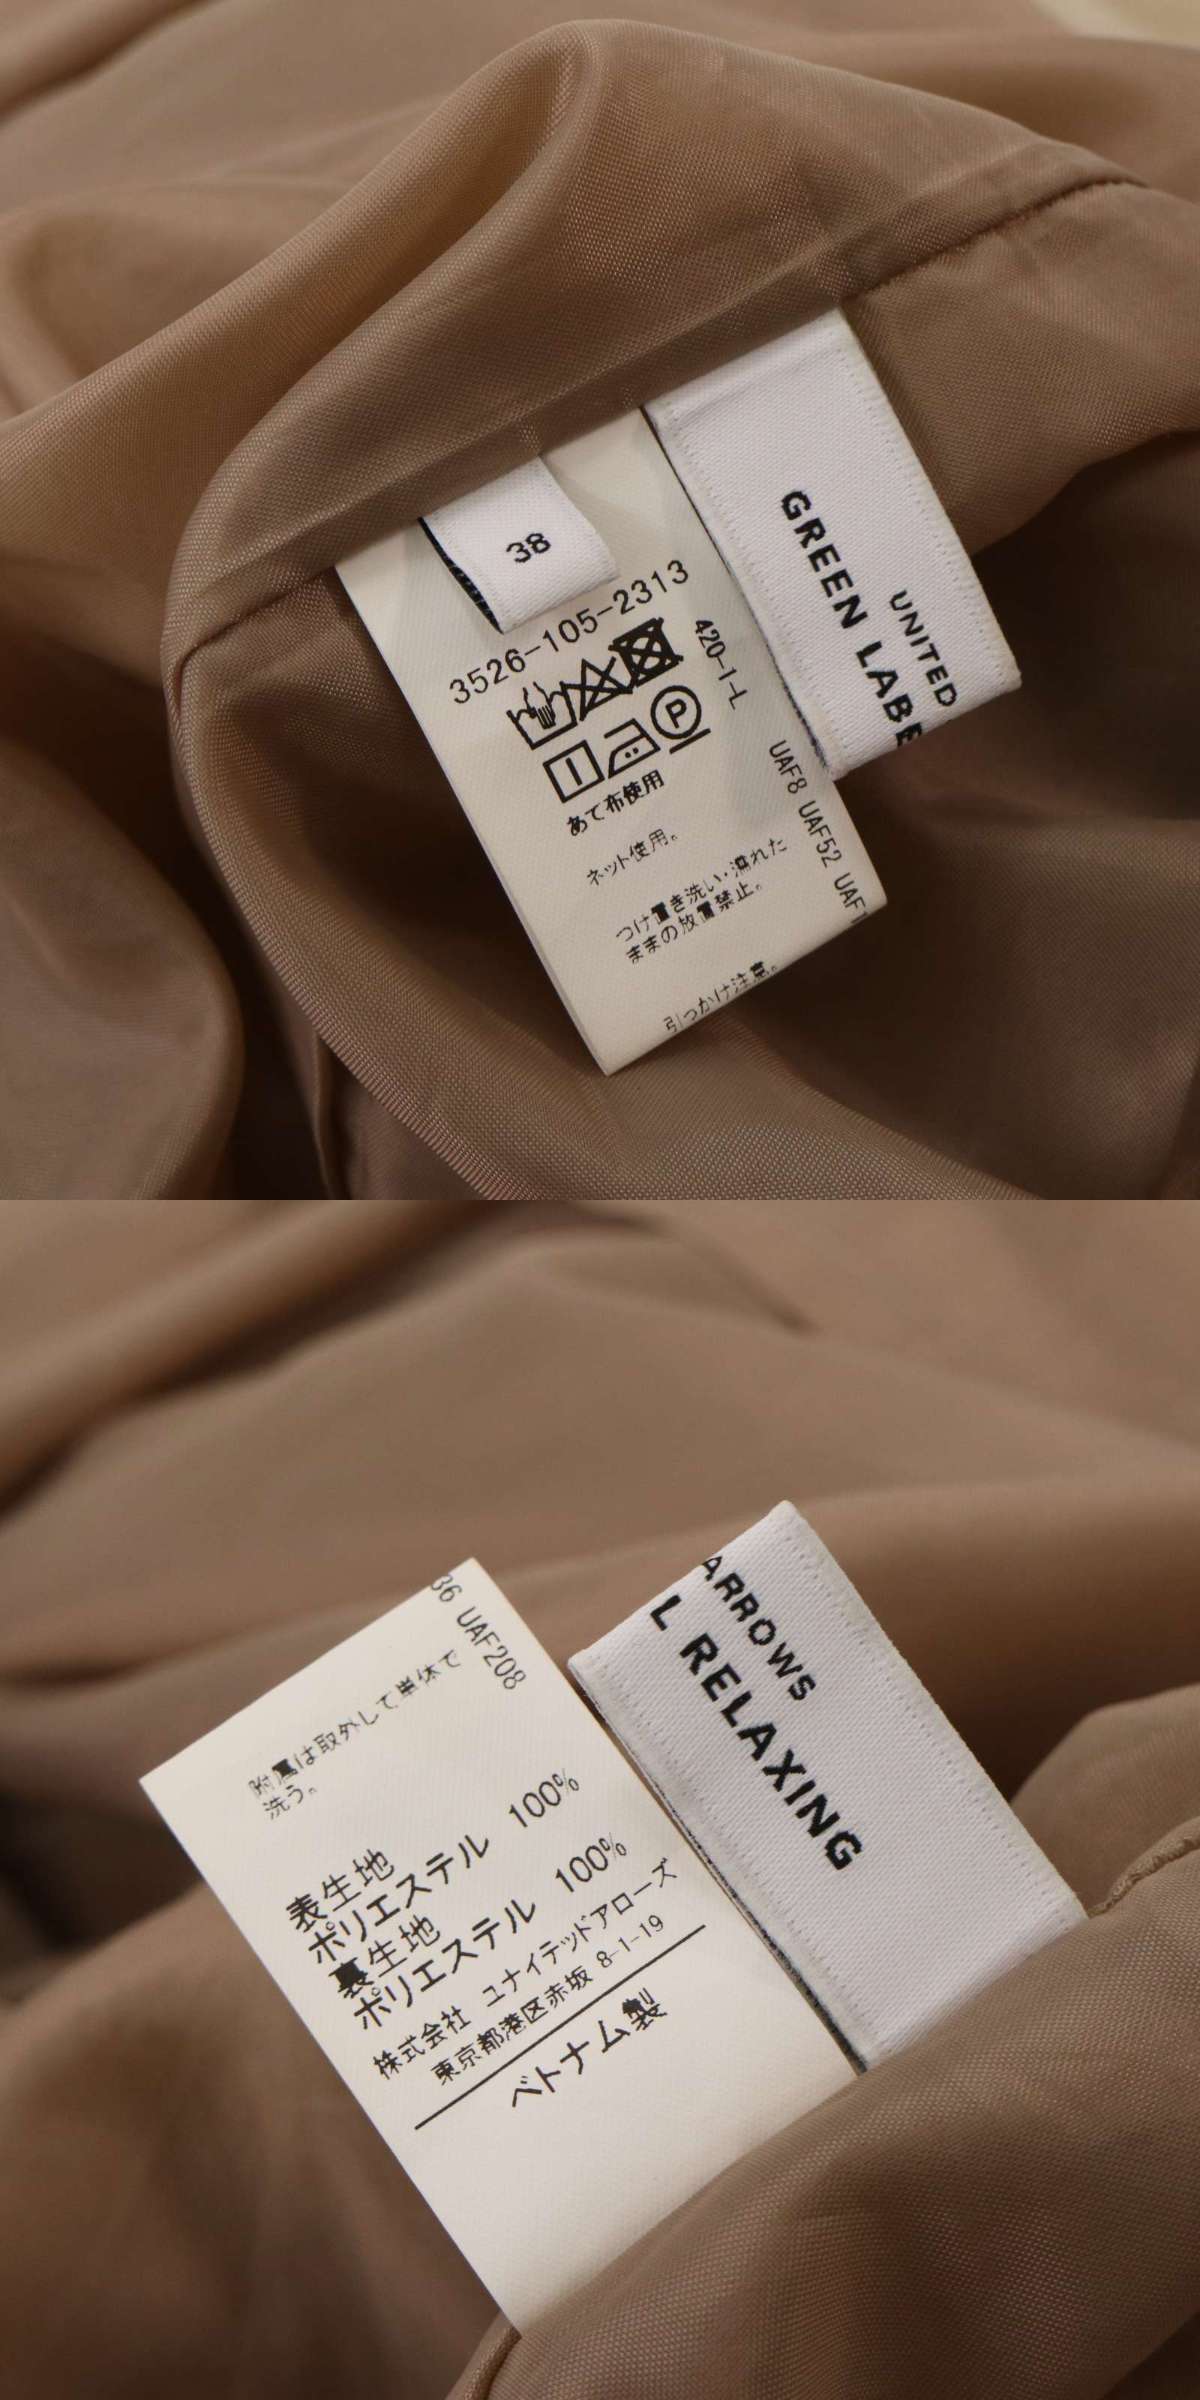 38
3526-105-2313
420-1-L
あて布使用
ネット使用。
つけ置き洗い・濡れた
ままの放置禁止。
引っかけ注意。
UAF8 UAF52 UAF1
UNITED
GREEN LABE
36 UAF208
附属は取外して単体で
洗う。
表生地
ポリエステル 100%
裏生地
ポリエステル 100%
株式会社 ユナイテッドアローズ
東京都港区赤坂 8-1-19
ベトナム製
ARROWS
L RELAXING